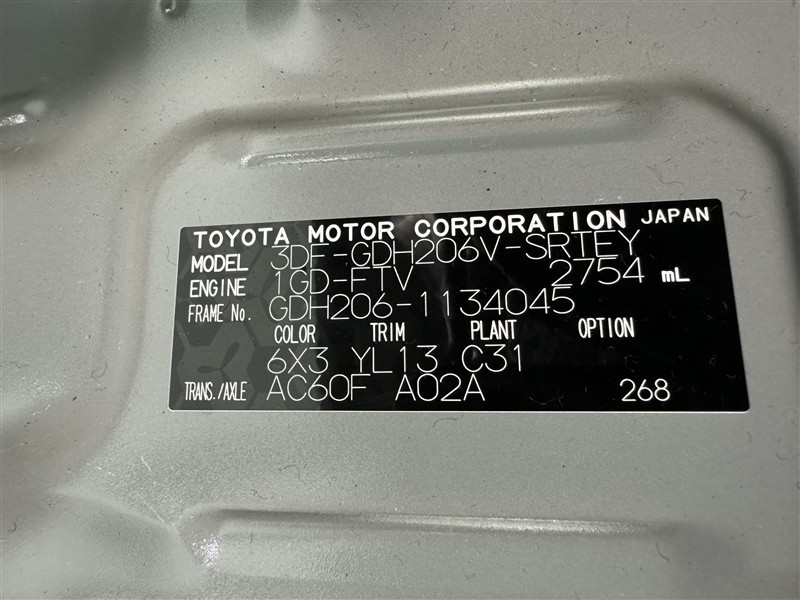 TOYOTA MOTOR CORPORATION JAPAN
MODEL 3DF-GDH206V-SRTEY
ENGINE 1GD-FTV 2754 mL
FRAME No. GDH206-1134045
COLOR TRIM PLANT OPTION
6X3 YL13 C31
TRANS./AXLE AC60F A02A 268